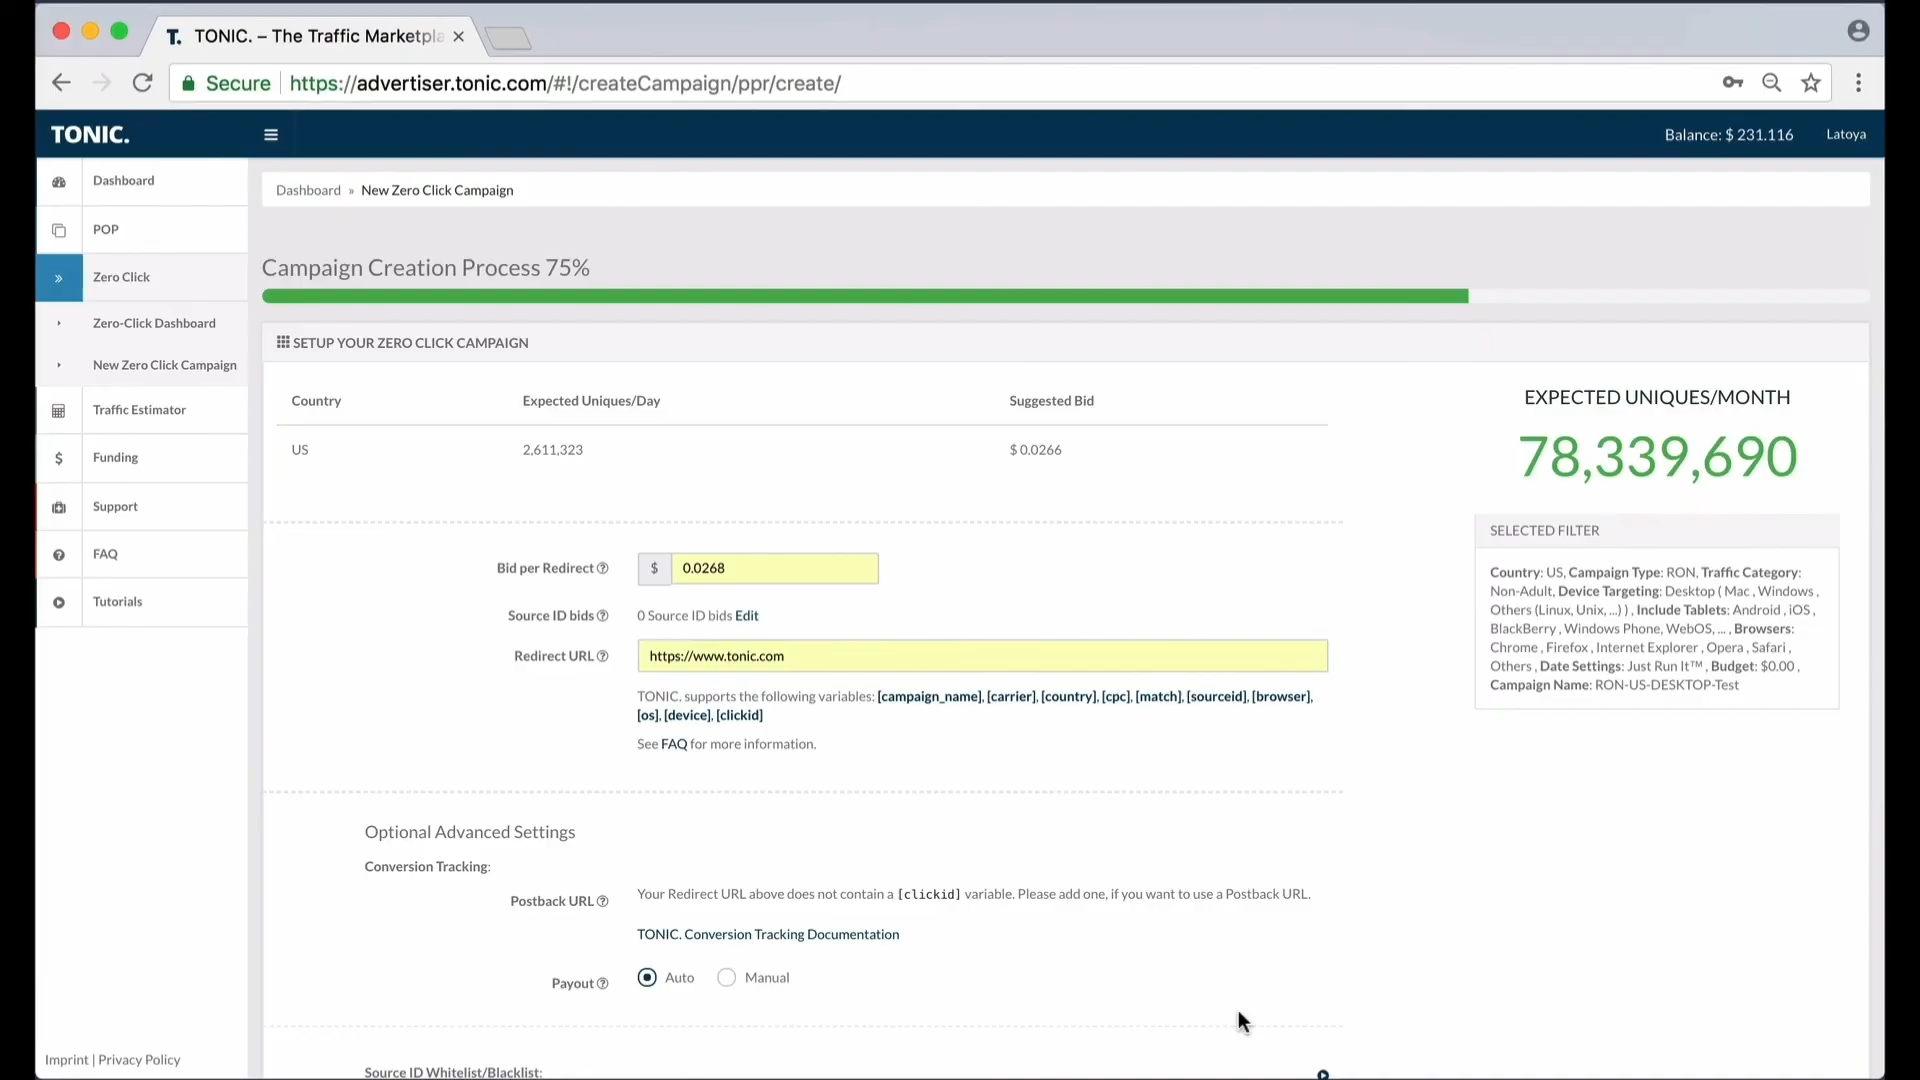 T. TONIC. – The Traffic Marketpla
Secure https://advertiser.tonic.com/#!/createCampaign/ppr/create/
TONIC. Balance: $ 231.116 Latoya
Dashboard
POP
Zero Click
Zero-Click Dashboard
New Zero Click Campaign
Traffic Estimator
Funding
Support
FAQ
Tutorials
Imprint | Privacy Policy
Dashboard » New Zero Click Campaign
Campaign Creation Process 75%
SETUP YOUR ZERO CLICK CAMPAIGN
Country Expected Uniques/Day Suggested Bid
US 2,611,323 $ 0.0266
Bid per Redirect $ 0.0268
Source ID bids 0 Source ID bids Edit
Redirect URL https://www.tonic.com
TONIC. supports the following variables: [campaign_name], [carrier], [country], [cpc], [match], [sourceid], [browser],
[os], [device], [clickid]
See FAQ for more information.
Optional Advanced Settings
Conversion Tracking:
Postback URL Your Redirect URL above does not contain a [clickid] variable. Please add one, if you want to use a Postback URL.
TONIC. Conversion Tracking Documentation
Payout Auto Manual
Source ID Whitelist/Blacklist:
EXPECTED UNIQUES/MONTH
78,339,690
SELECTED FILTER
Country: US, Campaign Type: RON, Traffic Category:
Non-Adult, Device Targeting: Desktop ( Mac , Windows ,
Others (Linux, Unix, ...) ) , Include Tablets: Android , iOS ,
BlackBerry , Windows Phone, WebOS, ... , Browsers:
Chrome , Firefox , Internet Explorer , Opera , Safari ,
Others , Date Settings: Just Run It™ , Budget: $0.00 ,
Campaign Name: RON-US-DESKTOP-Test